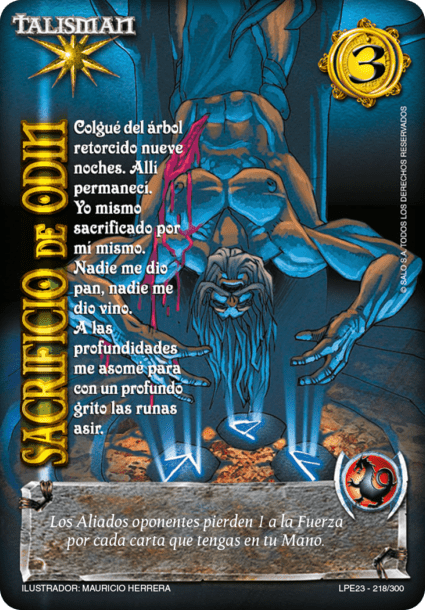 TALISMAN
3
SACRIFICIO DE ODIN
Colgué del árbol
retorcido nueve
noches. Allí
permanecí.
Yo mismo
sacrificado por
mí mismo.
Nadie me dio
pan, nadie me
dio vino.
A las
profundidades
me asomé para
con un profundo
grito las runas
asir.
© SALO S.A TODOS LOS DERECHOS RESERVADOS
Los Aliados oponentes pierden 1 a la Fuerza
por cada carta que tengas en tu Mano.
ILUSTRADOR: MAURICIO HERRERA
LPE23 - 218/300